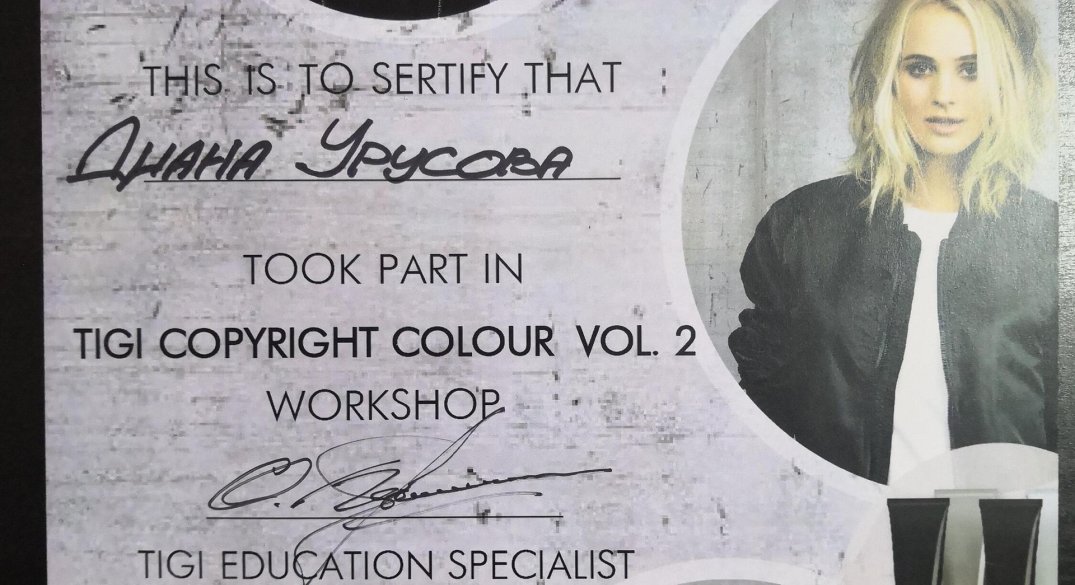 THIS IS TO SERTIFY THAT
Диана Урусова
TOOK PART IN
TIGI COPYRIGHT COLOUR VOL. 2
WORKSHOP
TIGI EDUCATION SPECIALIST